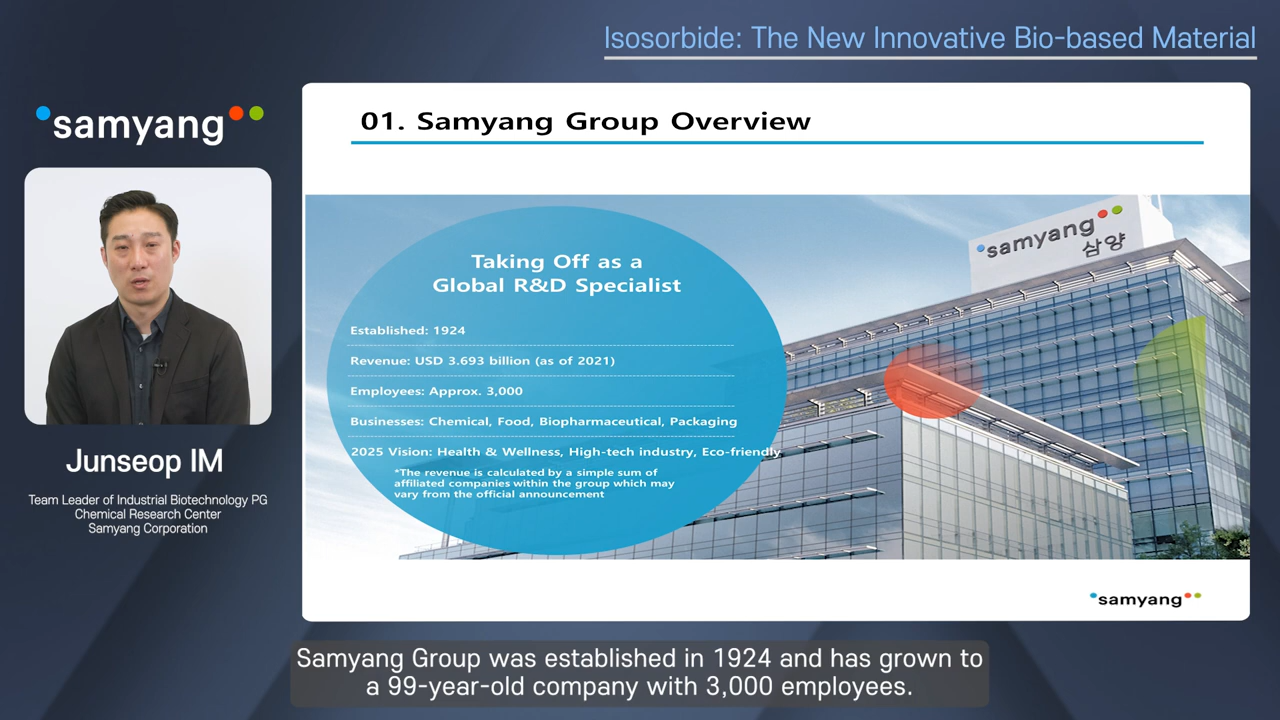 Isosorbide: The New Innovative Bio-based Material
samyang
01. Samyang Group Overview
samyang
삼양
Taking Off as a
Global R&D Specialist
Established: 1924
Revenue: USD 3.693 billion (as of 2021)
Employees: Approx. 3,000
Businesses: Chemical, Food, Biopharmaceutical, Packaging
2025 Vision: Health & Wellness, High-tech industry, Eco-friendly
*The revenue is calculated by a simple sum of
affiliated companies within the group which may
vary from the official announcement
Junseop IM
Team Leader of Industrial Biotechnology PG
Chemical Research Center
Samyang Corporation
samyang
Samyang Group was established in 1924 and has grown to
a 99-year-old company with 3,000 employees.